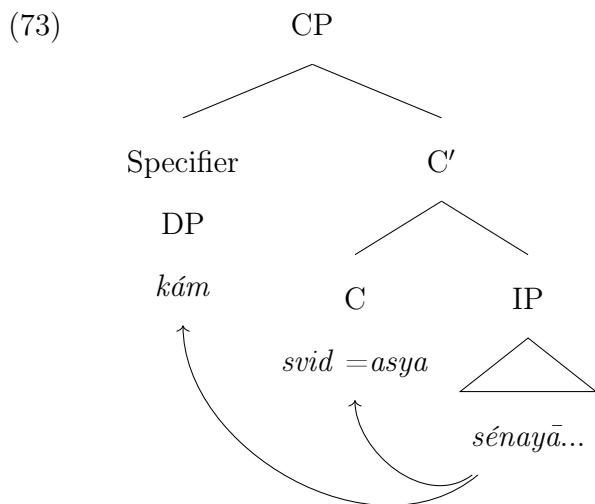 (73) CP
Specifier C′
DP
kám C IP
svid =asya
sénayā...